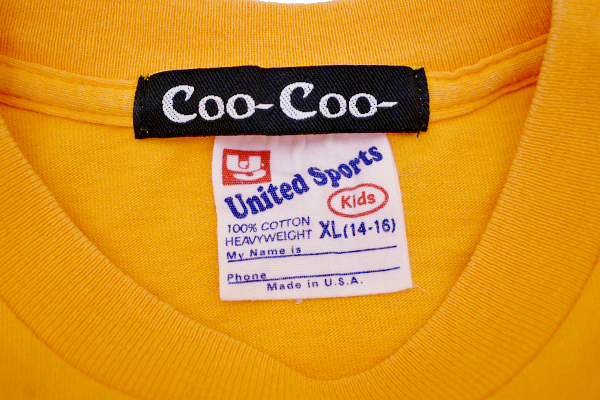 Coo-Coo-
U
United Sports
Kids
100% COTTON
HEAVYWEIGHT XL(14-16)
My Name is
Phone
Made in U.S.A.